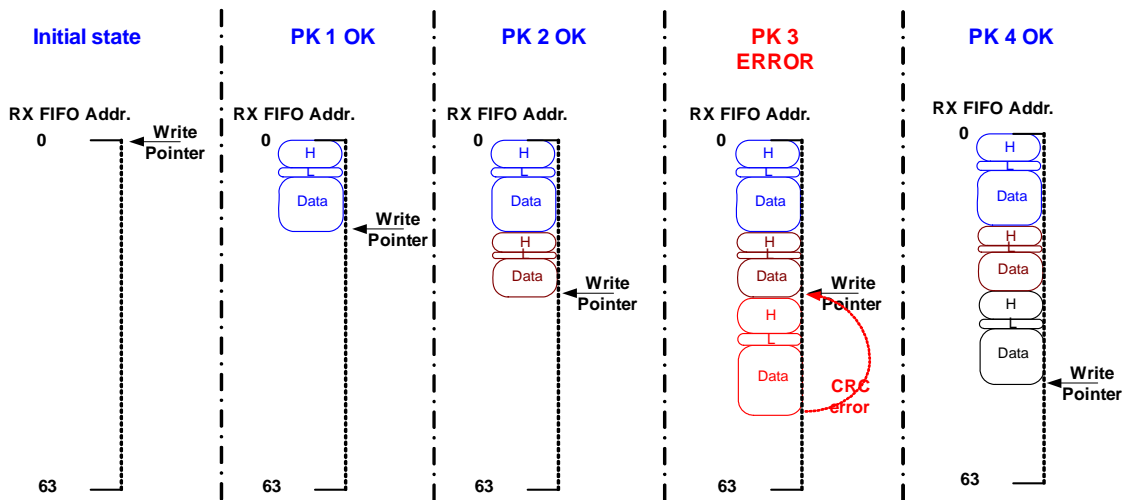 Initial state
RX FIFO Addr.
0
Write
Pointer
63
PK 1 OK
RX FIFO Addr.
0
H
L
Data
Write
Pointer
63
PK 2 OK
RX FIFO Addr.
0
H
L
Data
H
L
Data
Write
Pointer
63
PK 3
ERROR
RX FIFO Addr.
0
H
L
Data
H
L
Data
Write
Pointer
H
L
Data
CRC
error
63
PK 4 OK
RX FIFO Addr.
0
H
L
Data
H
L
Data
H
L
Data
Write
Pointer
63